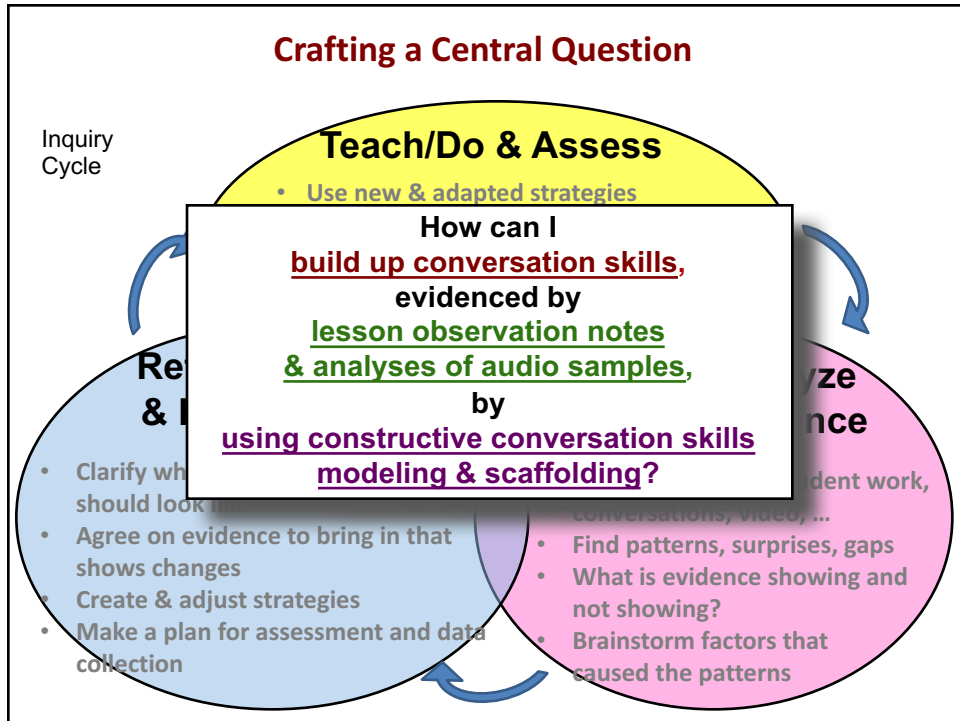 Crafting a Central Question
Inquiry
Cycle
Teach/Do & Assess
• Use new & adapted strategies
How can I
build up conversation skills,
evidenced by
lesson observation notes
& analyses of audio samples,
by
using constructive conversation skills
modeling & scaffolding?
&
• Clarify
should look
• Agree on evidence to bring in that
shows changes
• Create & adjust strategies
• Make a plan for assessment and data
collection
work,
conversations, video, …
• Find patterns, surprises, gaps
• What is evidence showing and
not showing?
• Brainstorm factors that
caused the patterns